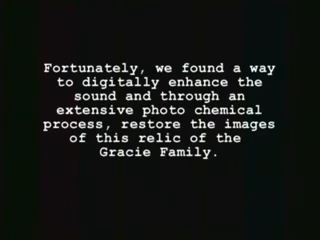 Fortunately, we found a way
to digitally enhance the
sound and through an
extensive photo chemical
process, restore the images
of this relic of the
Gracie Family.